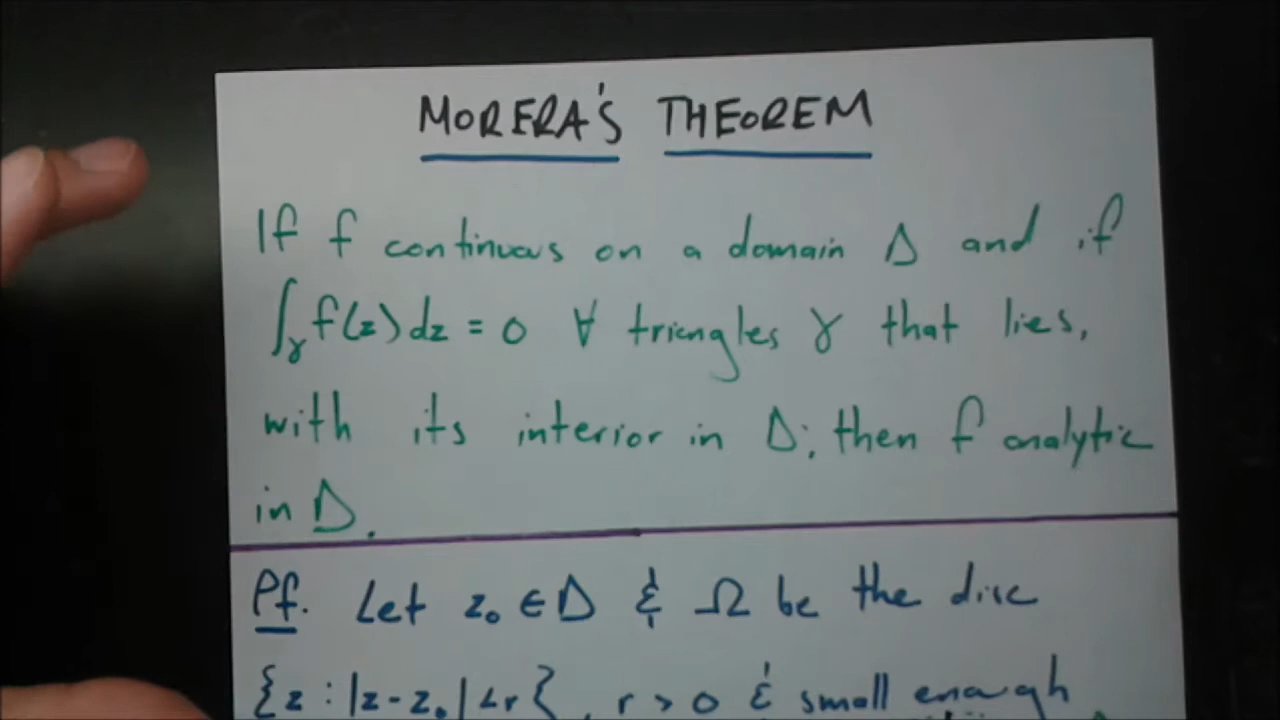 MORERA'S THEOREM
If f continuous on a domain D and if
∫γ f(z)dz = 0 ∀ triangles γ that lies,
with its interior in D; then f analytic
in D.
Pf. Let z₀ ∈ D & Ω be the disc
{z : |z-z₀| < r}, r > 0 & small enough